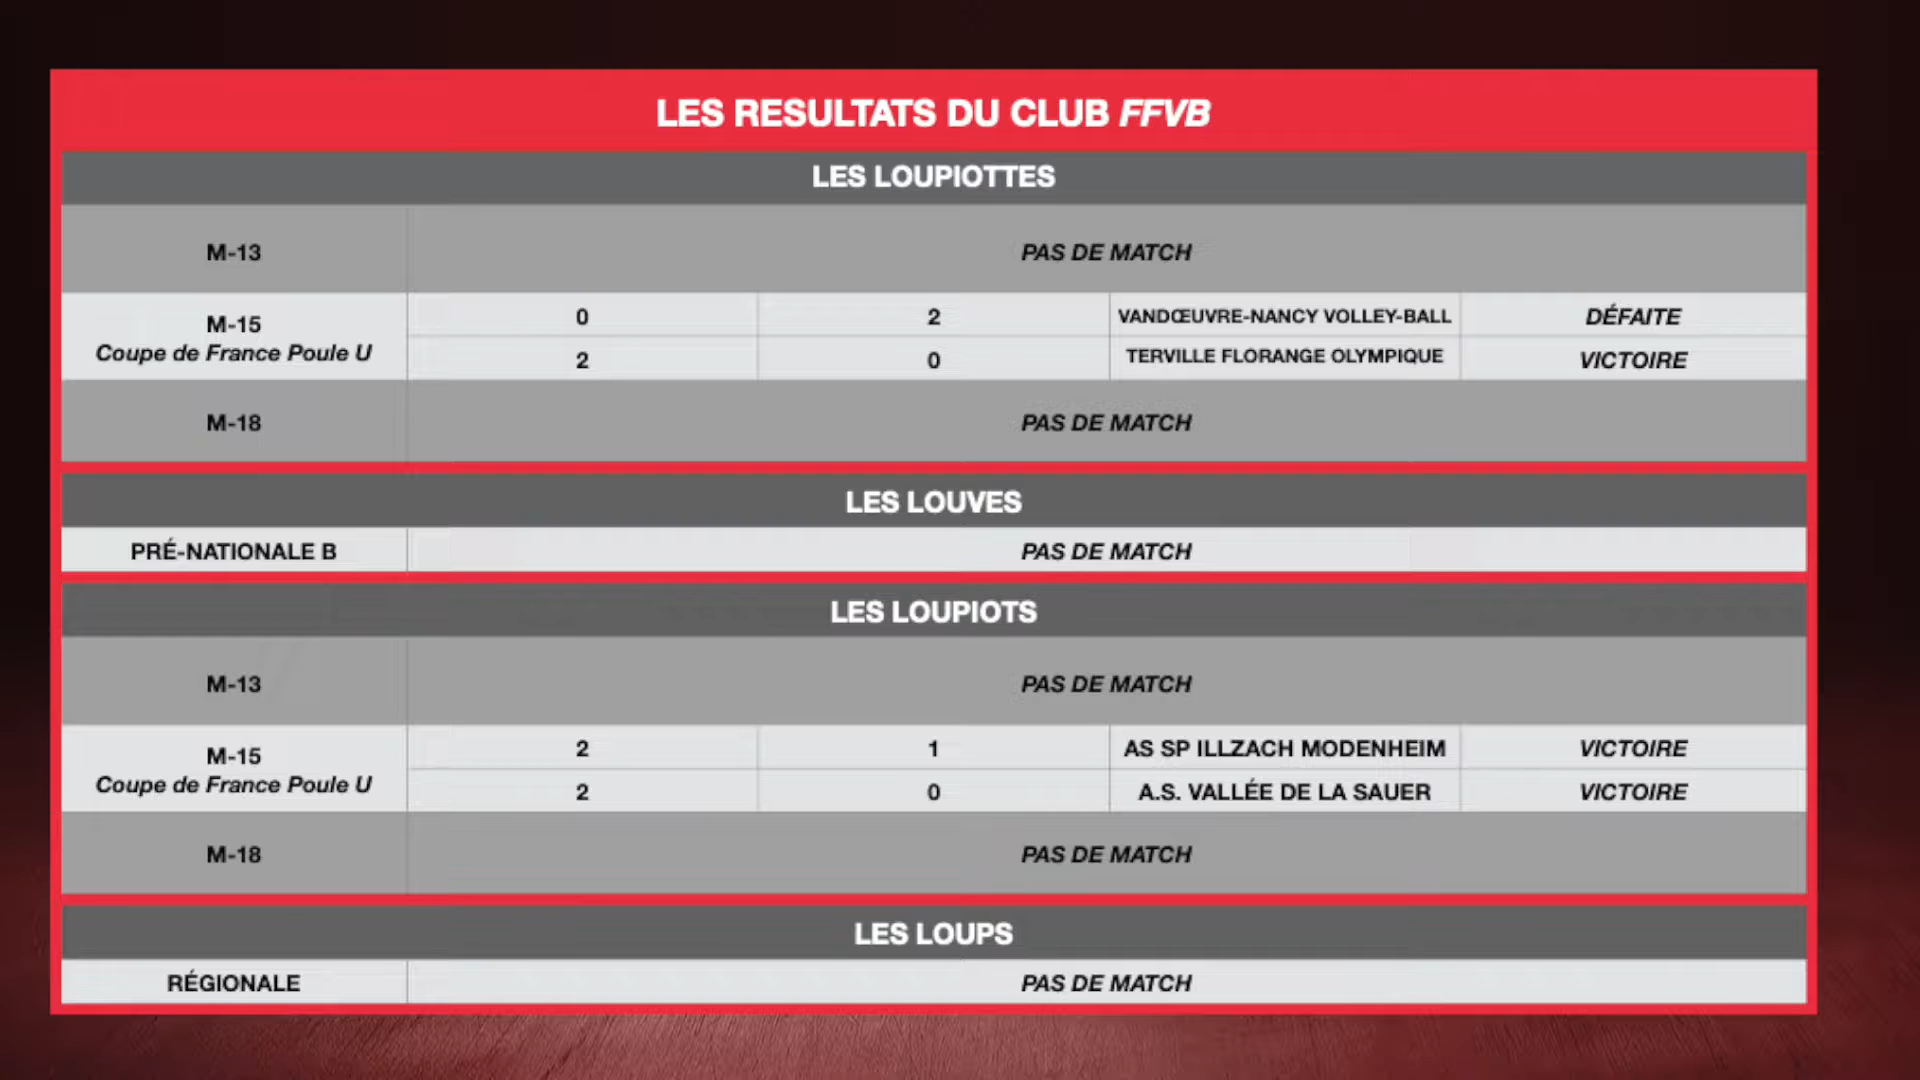 LES RESULTATS DU CLUB FFVB
LES LOUPIOTTES
M-13 PAS DE MATCH
M-15
Coupe de France Poule U
0 2 VANDŒUVRE-NANCY VOLLEY-BALL DÉFAITE
2 0 TERVILLE FLORANGE OLYMPIQUE VICTOIRE
M-18 PAS DE MATCH
LES LOUVES
PRÉ-NATIONALE B PAS DE MATCH
LES LOUPIOTS
M-13 PAS DE MATCH
M-15
Coupe de France Poule U
2 1 AS SP ILLZACH MODENHEIM VICTOIRE
2 0 A.S. VALLÉE DE LA SAUER VICTOIRE
M-18 PAS DE MATCH
LES LOUPS
RÉGIONALE PAS DE MATCH